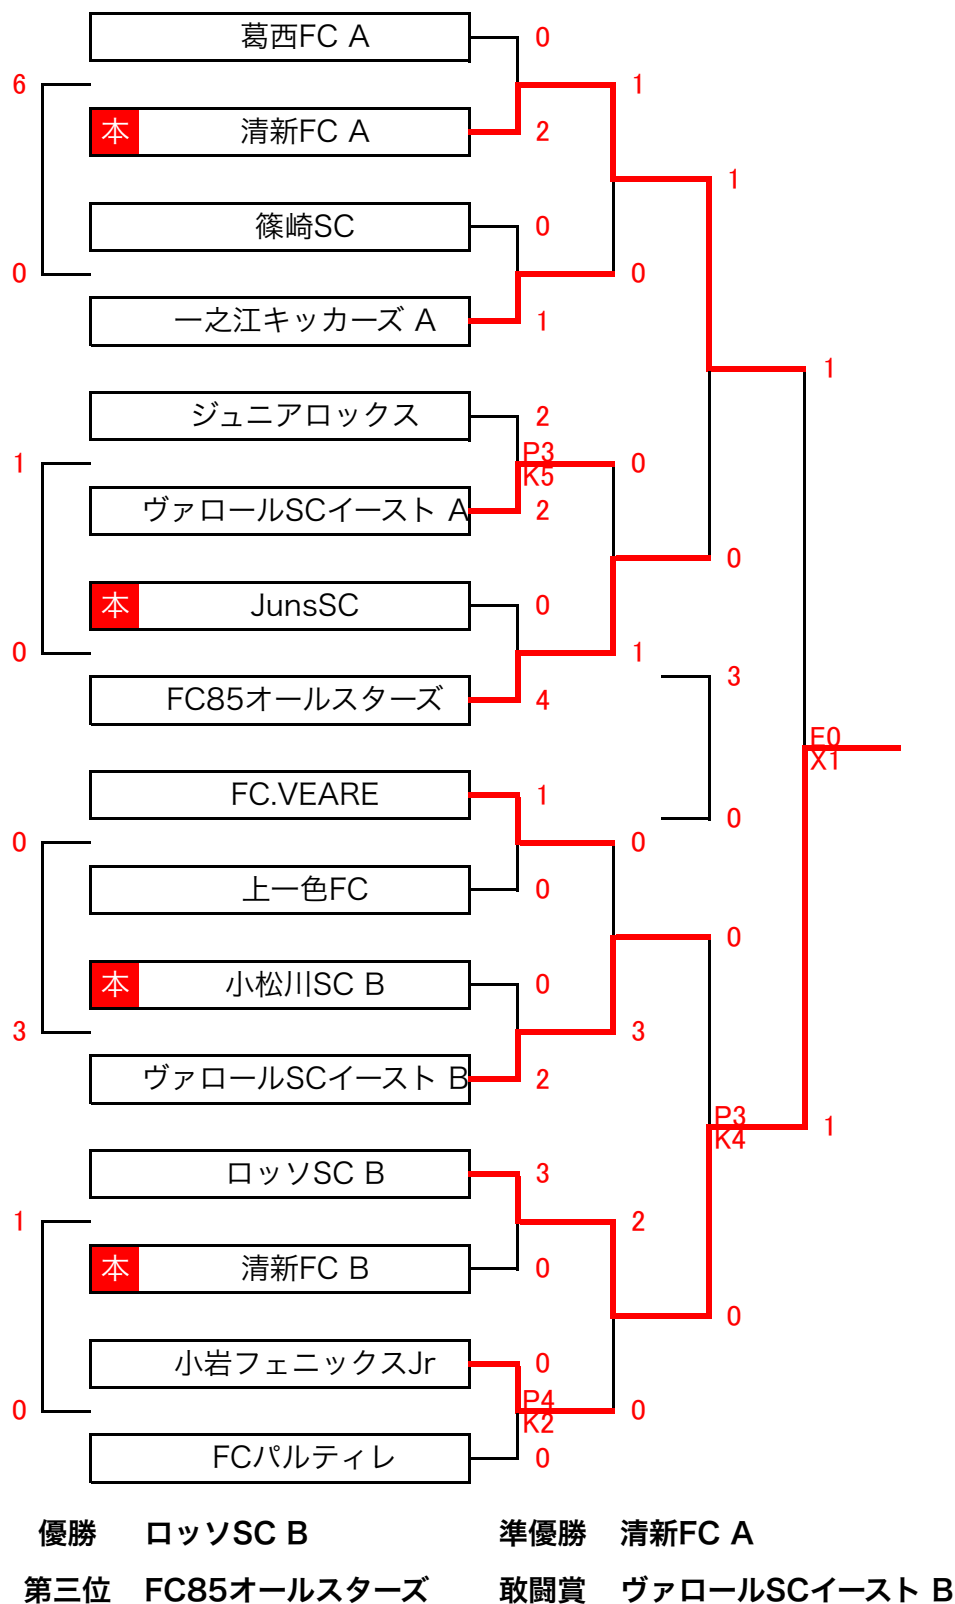 葛西FC A 0
6 1
本 清新FC A 2
1
篠崎SC 0
0 0
一之江キッカーズ A 1
1
ジュニアロックス 2
P3
1 0
K5
ヴァロールSCイースト A 2
0
本 JunsSC 0
0 1
3
FC85オールスターズ 4
E0
X1
FC.VEARE 1
0
0 0
上一色FC 0
0
本 小松川SC B 0
3 3
ヴァロールSCイースト B 2
P3
1
K4
ロッソSC B 3
1 2
本 清新FC B 0
0
小岩フェニックスJr 0
P4
0 0
K2
FCパルティレ 0
優勝 ロッソSC B 準優勝 清新FC A
第三位 FC85オールスターズ 敢闘賞 ヴァロールSCイースト B